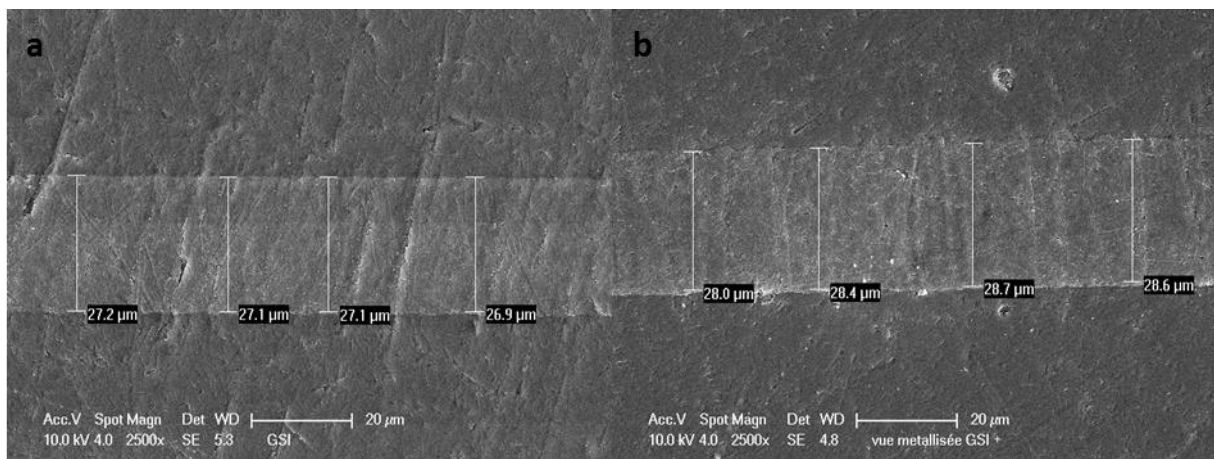 a
27.2 µm 27.1 µm 27.1 µm 26.9 µm
Acc.V Spot Magn Det WD 20 µm
10.0 kV 4.0 2500x SE 5.3 GSI
b
28.0 µm 28.4 µm 28.7 µm 28.6 µm
Acc.V Spot Magn Det WD 20 µm
10.0 kV 4.0 2500x SE 4.8 vue metallisée GSI +